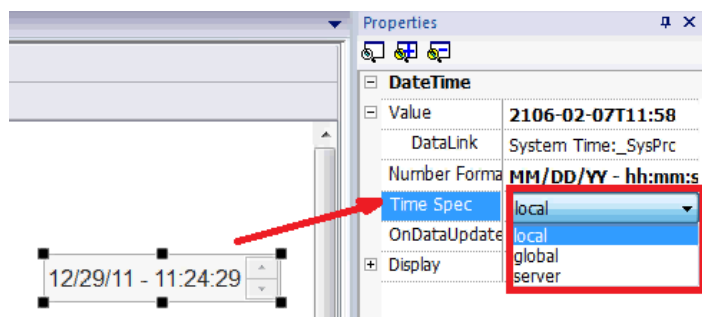 Properties
DateTime
Value 2106-02-07T11:58
DataLink System Time:_SysPrc
Number Forma MM/DD/YY - hh:mm:s
Time Spec local
OnDataUpdate local
global
Display server
12/29/11 - 11:24:29